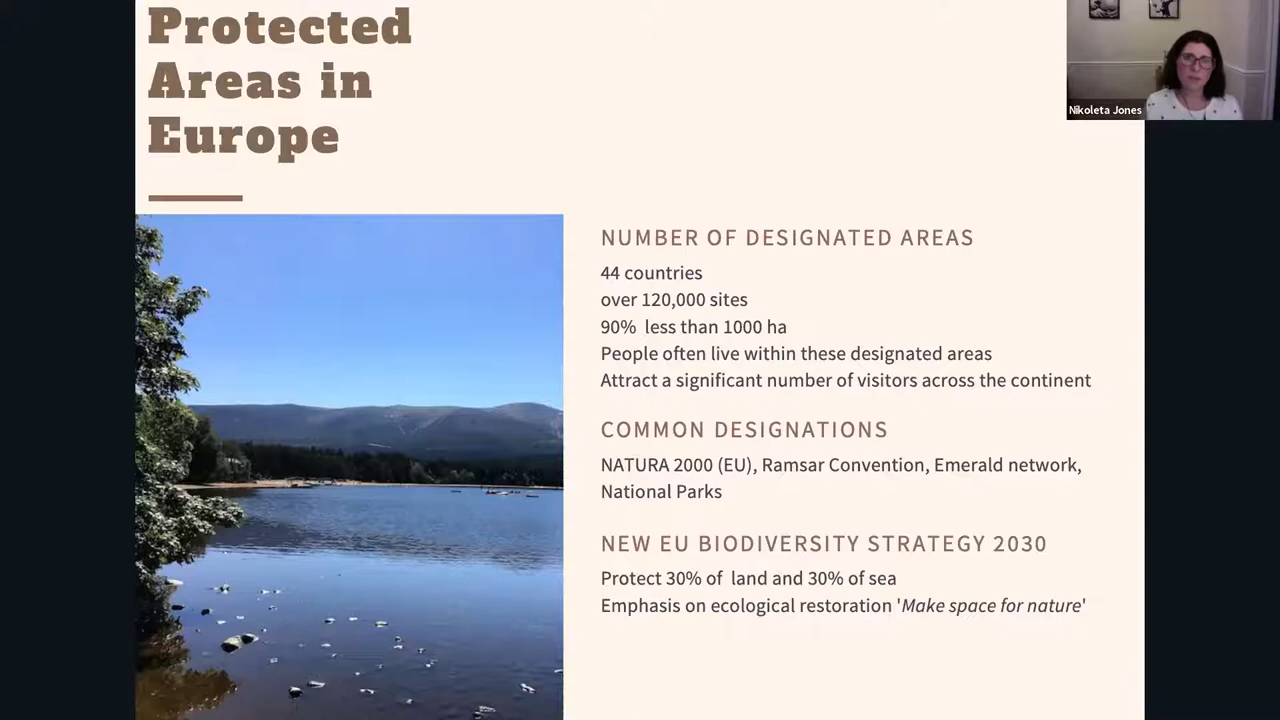 Protected
Areas in
Europe
Nikoleta Jones
NUMBER OF DESIGNATED AREAS
44 countries
over 120,000 sites
90% less than 1000 ha
People often live within these designated areas
Attract a significant number of visitors across the continent
COMMON DESIGNATIONS
NATURA 2000 (EU), Ramsar Convention, Emerald network,
National Parks
NEW EU BIODIVERSITY STRATEGY 2030
Protect 30% of land and 30% of sea
Emphasis on ecological restoration 'Make space for nature'